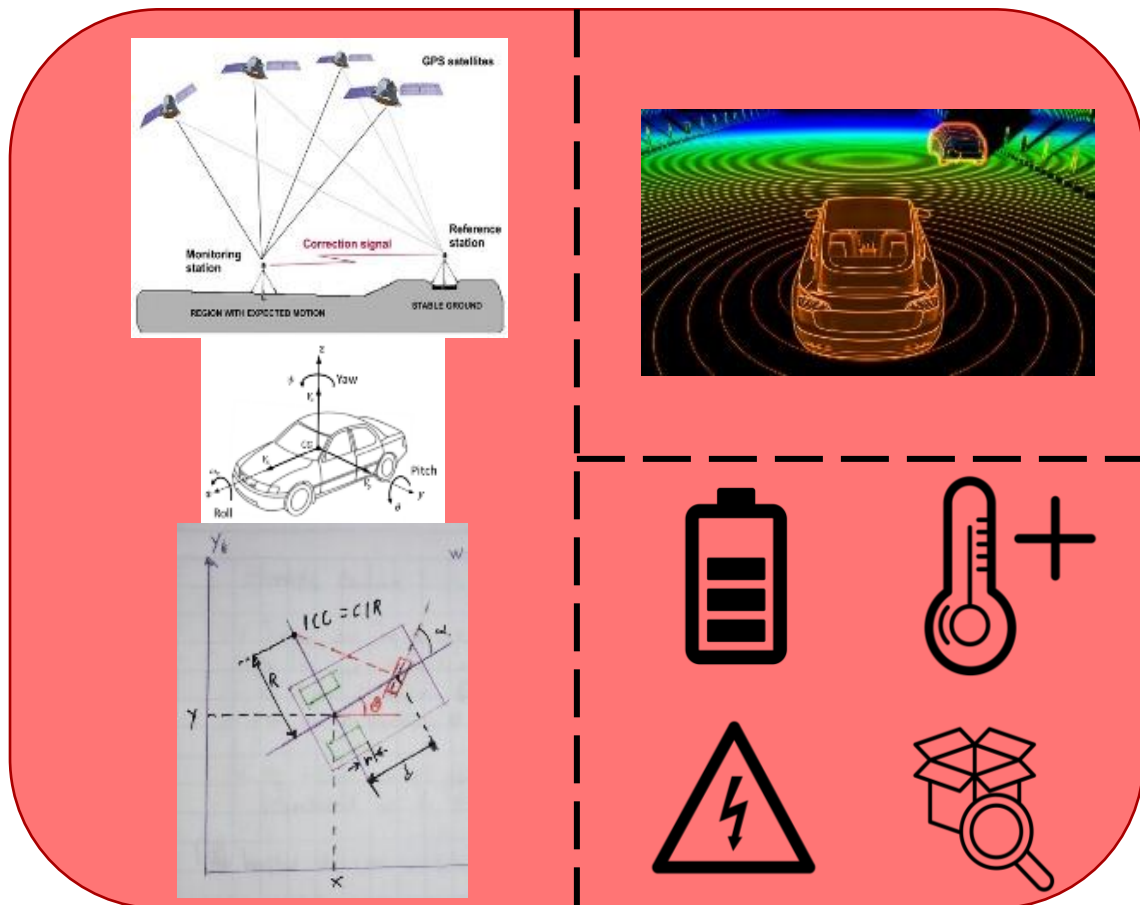 GPS satellites
Reference
station
Correction signal
Monitoring
station
STABLE GROUND
REGION WITH EXPECTED MOTION
z
Yaw
CG
Pitch
x
y
θ
Roll
W
ICC = CIR
R
θ
Y
d
X